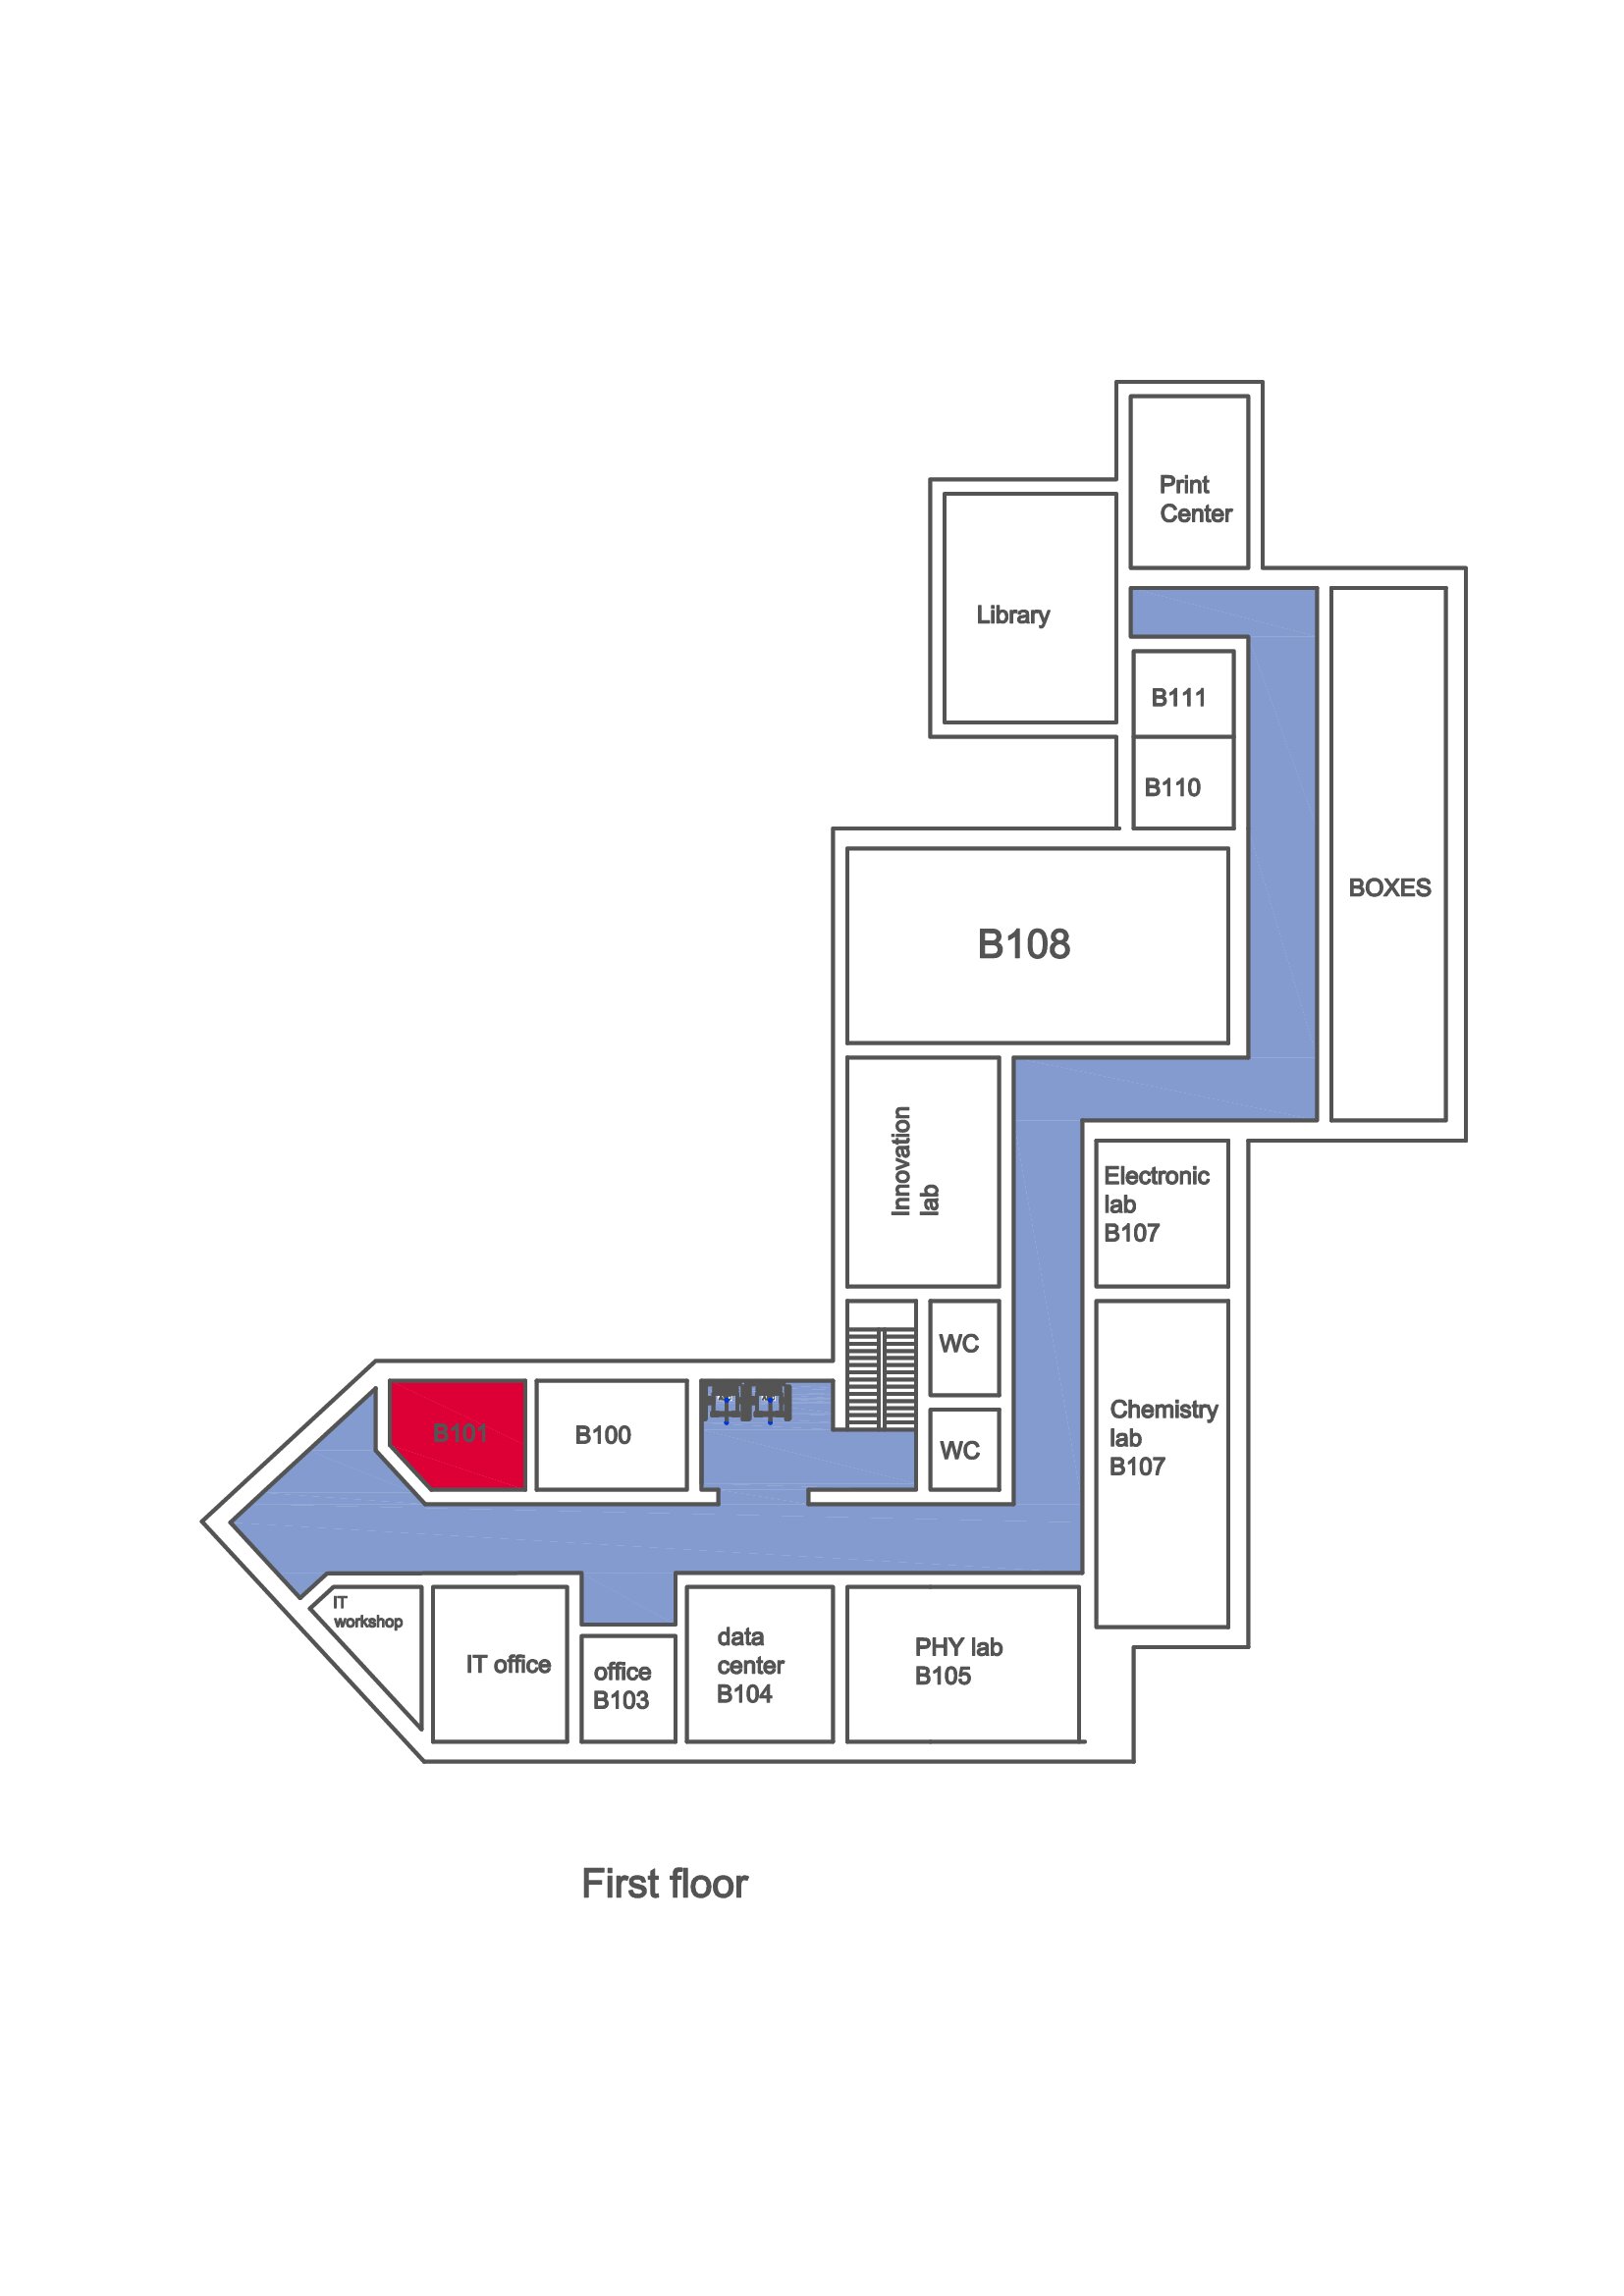 Print
Center
Library
B111
B110
BOXES
B108
Innovation
lab
Electronic
lab
B107
WC
Chemistry
lab
B107
B101
B100
WC
IT
workshop
IT office
office
B103
data
center
B104
PHY lab
B105
First floor